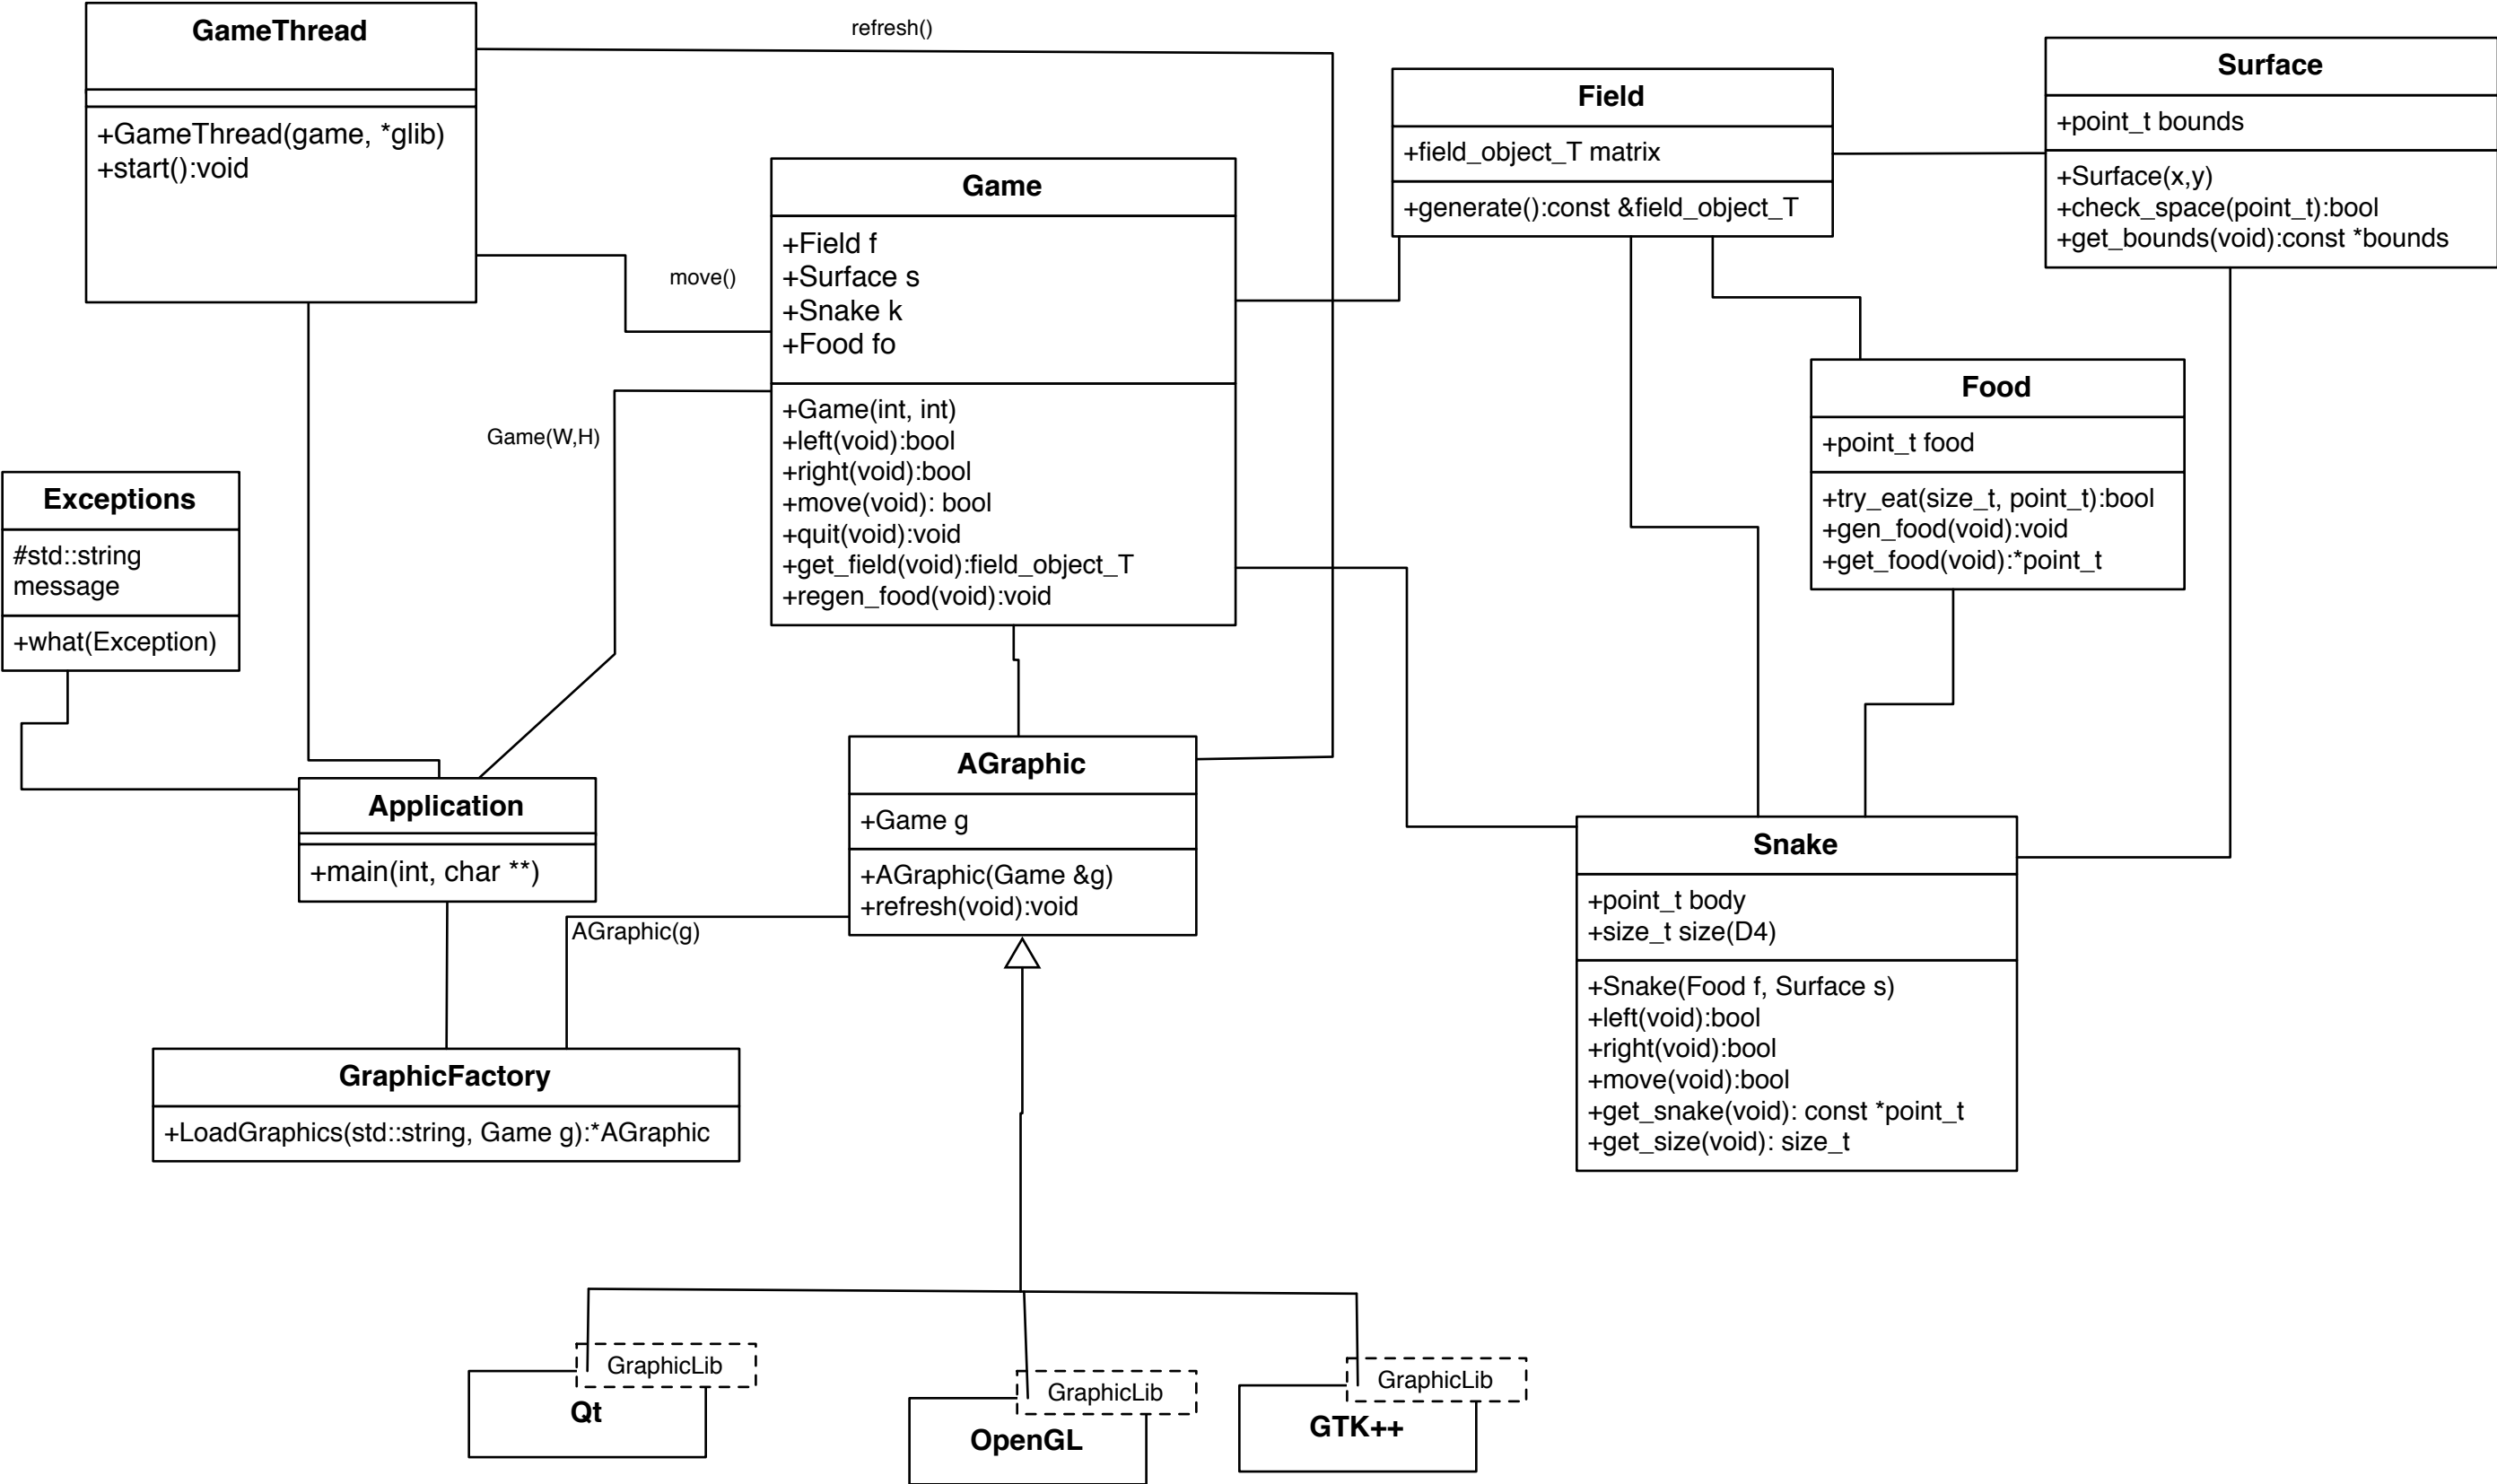 GameThread
+GameThread(game, *glib)
+start():void
refresh()
move()
Game
+Field f
+Surface s
+Snake k
+Food fo
+Game(int, int)
+left(void):bool
+right(void):bool
+move(void): bool
+quit(void):void
+get_field(void):field_object_T
+regen_food(void):void
Field
+field_object_T matrix
+generate():const &field_object_T
Surface
+point_t bounds
+Surface(x,y)
+check_space(point_t):bool
+get_bounds(void):const *bounds
Food
+point_t food
+try_eat(size_t, point_t):bool
+gen_food(void):void
+get_food(void):*point_t
Game(W,H)
Exceptions
#std::string
message
+what(Exception)
Application
+main(int, char **)
AGraphic
+Game g
+AGraphic(Game &g)
+refresh(void):void
AGraphic(g)
Snake
+point_t body
+size_t size(D4)
+Snake(Food f, Surface s)
+left(void):bool
+right(void):bool
+move(void):bool
+get_snake(void): const *point_t
+get_size(void): size_t
GraphicFactory
+LoadGraphics(std::string, Game g):*AGraphic
GraphicLib
Qt
GraphicLib
OpenGL
GraphicLib
GTK++